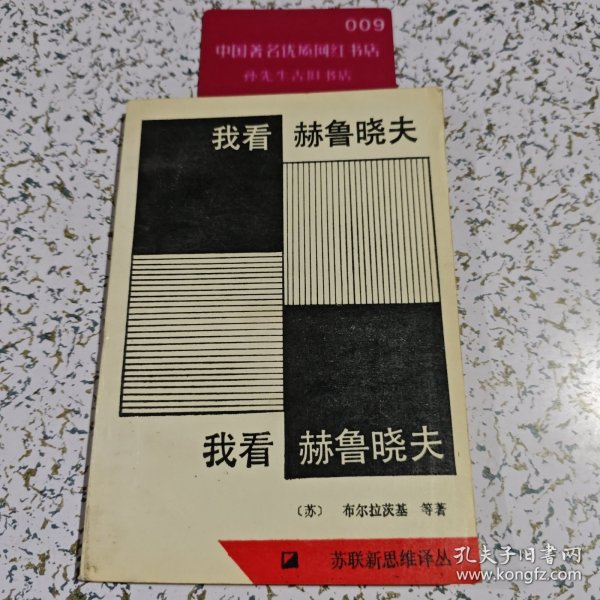 009
中国著名优质网红书店
孙先生古旧书店
我看 赫鲁晓夫
我看 赫鲁晓夫
〔苏〕 布尔拉茨基 等著
苏联新思维译丛
孔夫子旧书网
www.kongfz.com